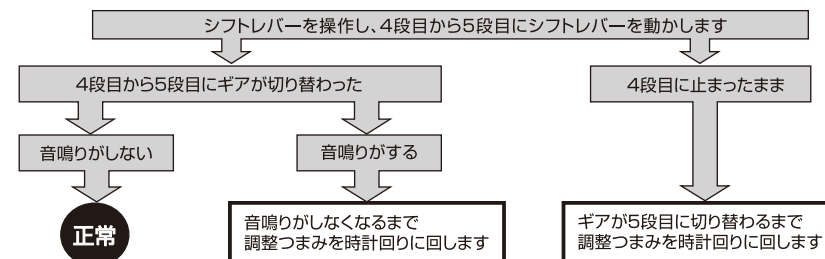 シフトレバーを操作し、4段目から5段目にシフトレバーを動かします
4段目から5段目にギアが切り替わった
4段目に止まったまま
音鳴りがしない
音鳴りがする
正常
音鳴りがしなくなるまで
調整つまみを時計回りに回します
ギアが5段目に切り替わるまで
調整つまみを時計回りに回します